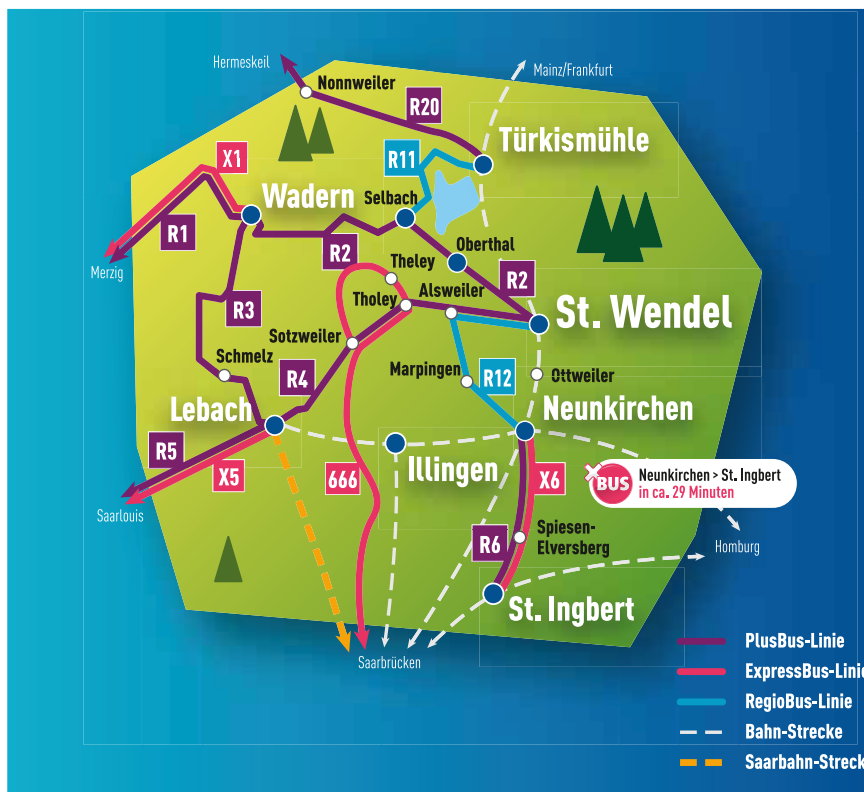 Hermeskeil
Mainz/Frankfurt
Nonnweiler
R20
Türkismühle
X1
R11
Wadern
Selbach
R1
R2
Oberthal
Merzig
Theley
R2
R3
Tholey
Alsweiler
St. Wendel
Sotzweiler
Schmelz
R4
Marpingen
R12
Ottweiler
Lebach
Neunkirchen
R5
X5
666
Illingen
X6
BUS
Neunkirchen > St. Ingbert
in ca. 29 Minuten
Saarlouis
Spiesen-
Elversberg
R6
Homburg
St. Ingbert
Saarbrücken
PlusBus-Linie
ExpressBus-Linie
RegioBus-Linie
Bahn-Strecke
Saarbahn-Streck